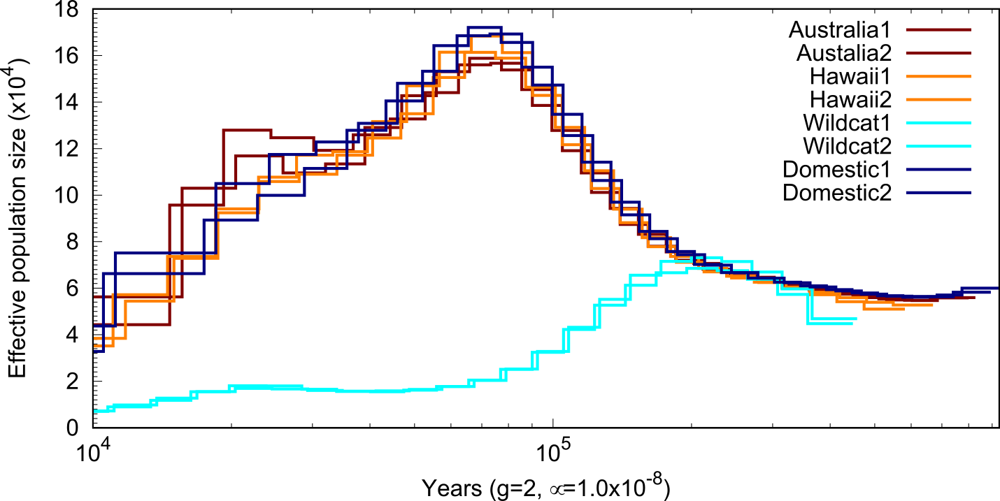 18
16
14
12
10
8
6
4
2
0
Effective population size (x10⁴)
Australia1
Austalia2
Hawaii1
Hawaii2
Wildcat1
Wildcat2
Domestic1
Domestic2
10⁴
10⁵
Years (g=2, ∝=1.0x10⁻⁸)